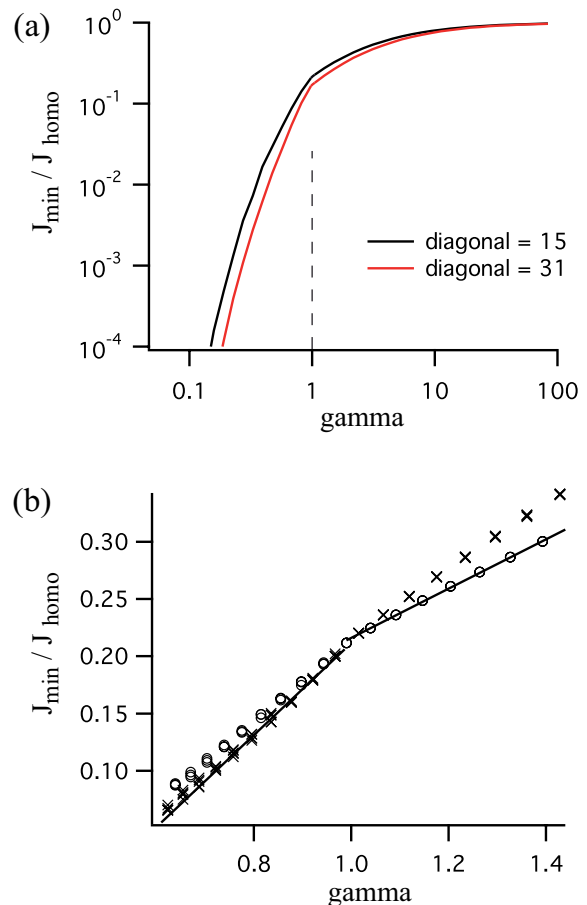 (a)
J_min / J_homo
10^0
10^-1
10^-2
10^-3
10^-4
diagonal = 15
diagonal = 31
0.1 1 10 100
gamma
(b)
J_min / J_homo
0.30
0.25
0.20
0.15
0.10
0.8 1.0 1.2 1.4
gamma